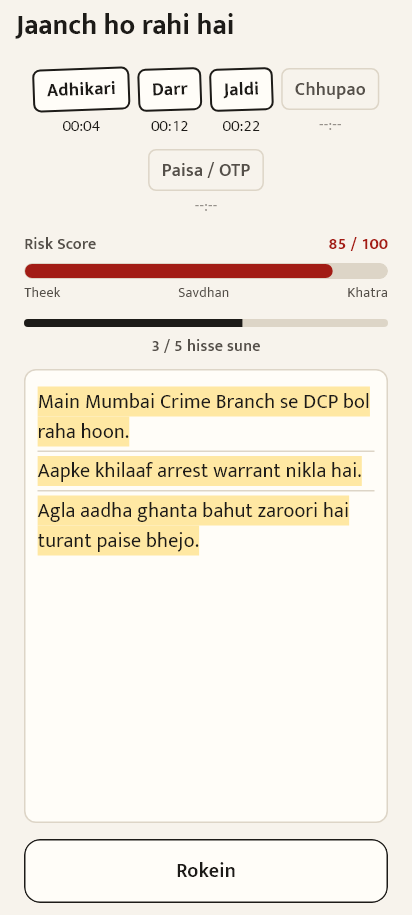 Jaanch ho rahi hai
Adhikari Darr Jaldi Chhupao
00:04 00:12 00:22 --:--
Paisa / OTP
--:--
Risk Score 85 / 100
Theek Savdhan Khatra
3 / 5 hisse sune
Main Mumbai Crime Branch se DCP bol
raha hoon.
Aapke khilaaf arrest warrant nikla hai.
Agla aadha ghanta bahut zaroori hai
turant paise bhejo.
Rokein